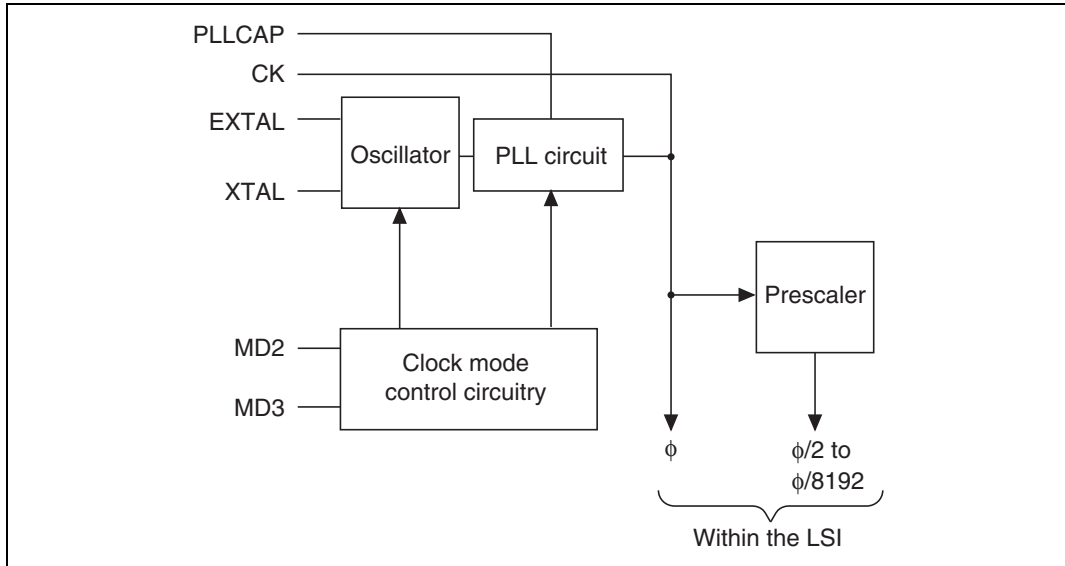 PLLCAP
CK
EXTAL
Oscillator
PLL circuit
XTAL
Prescaler
MD2
Clock mode
control circuitry
MD3
ϕ
ϕ/2 to
ϕ/8192
Within the LSI